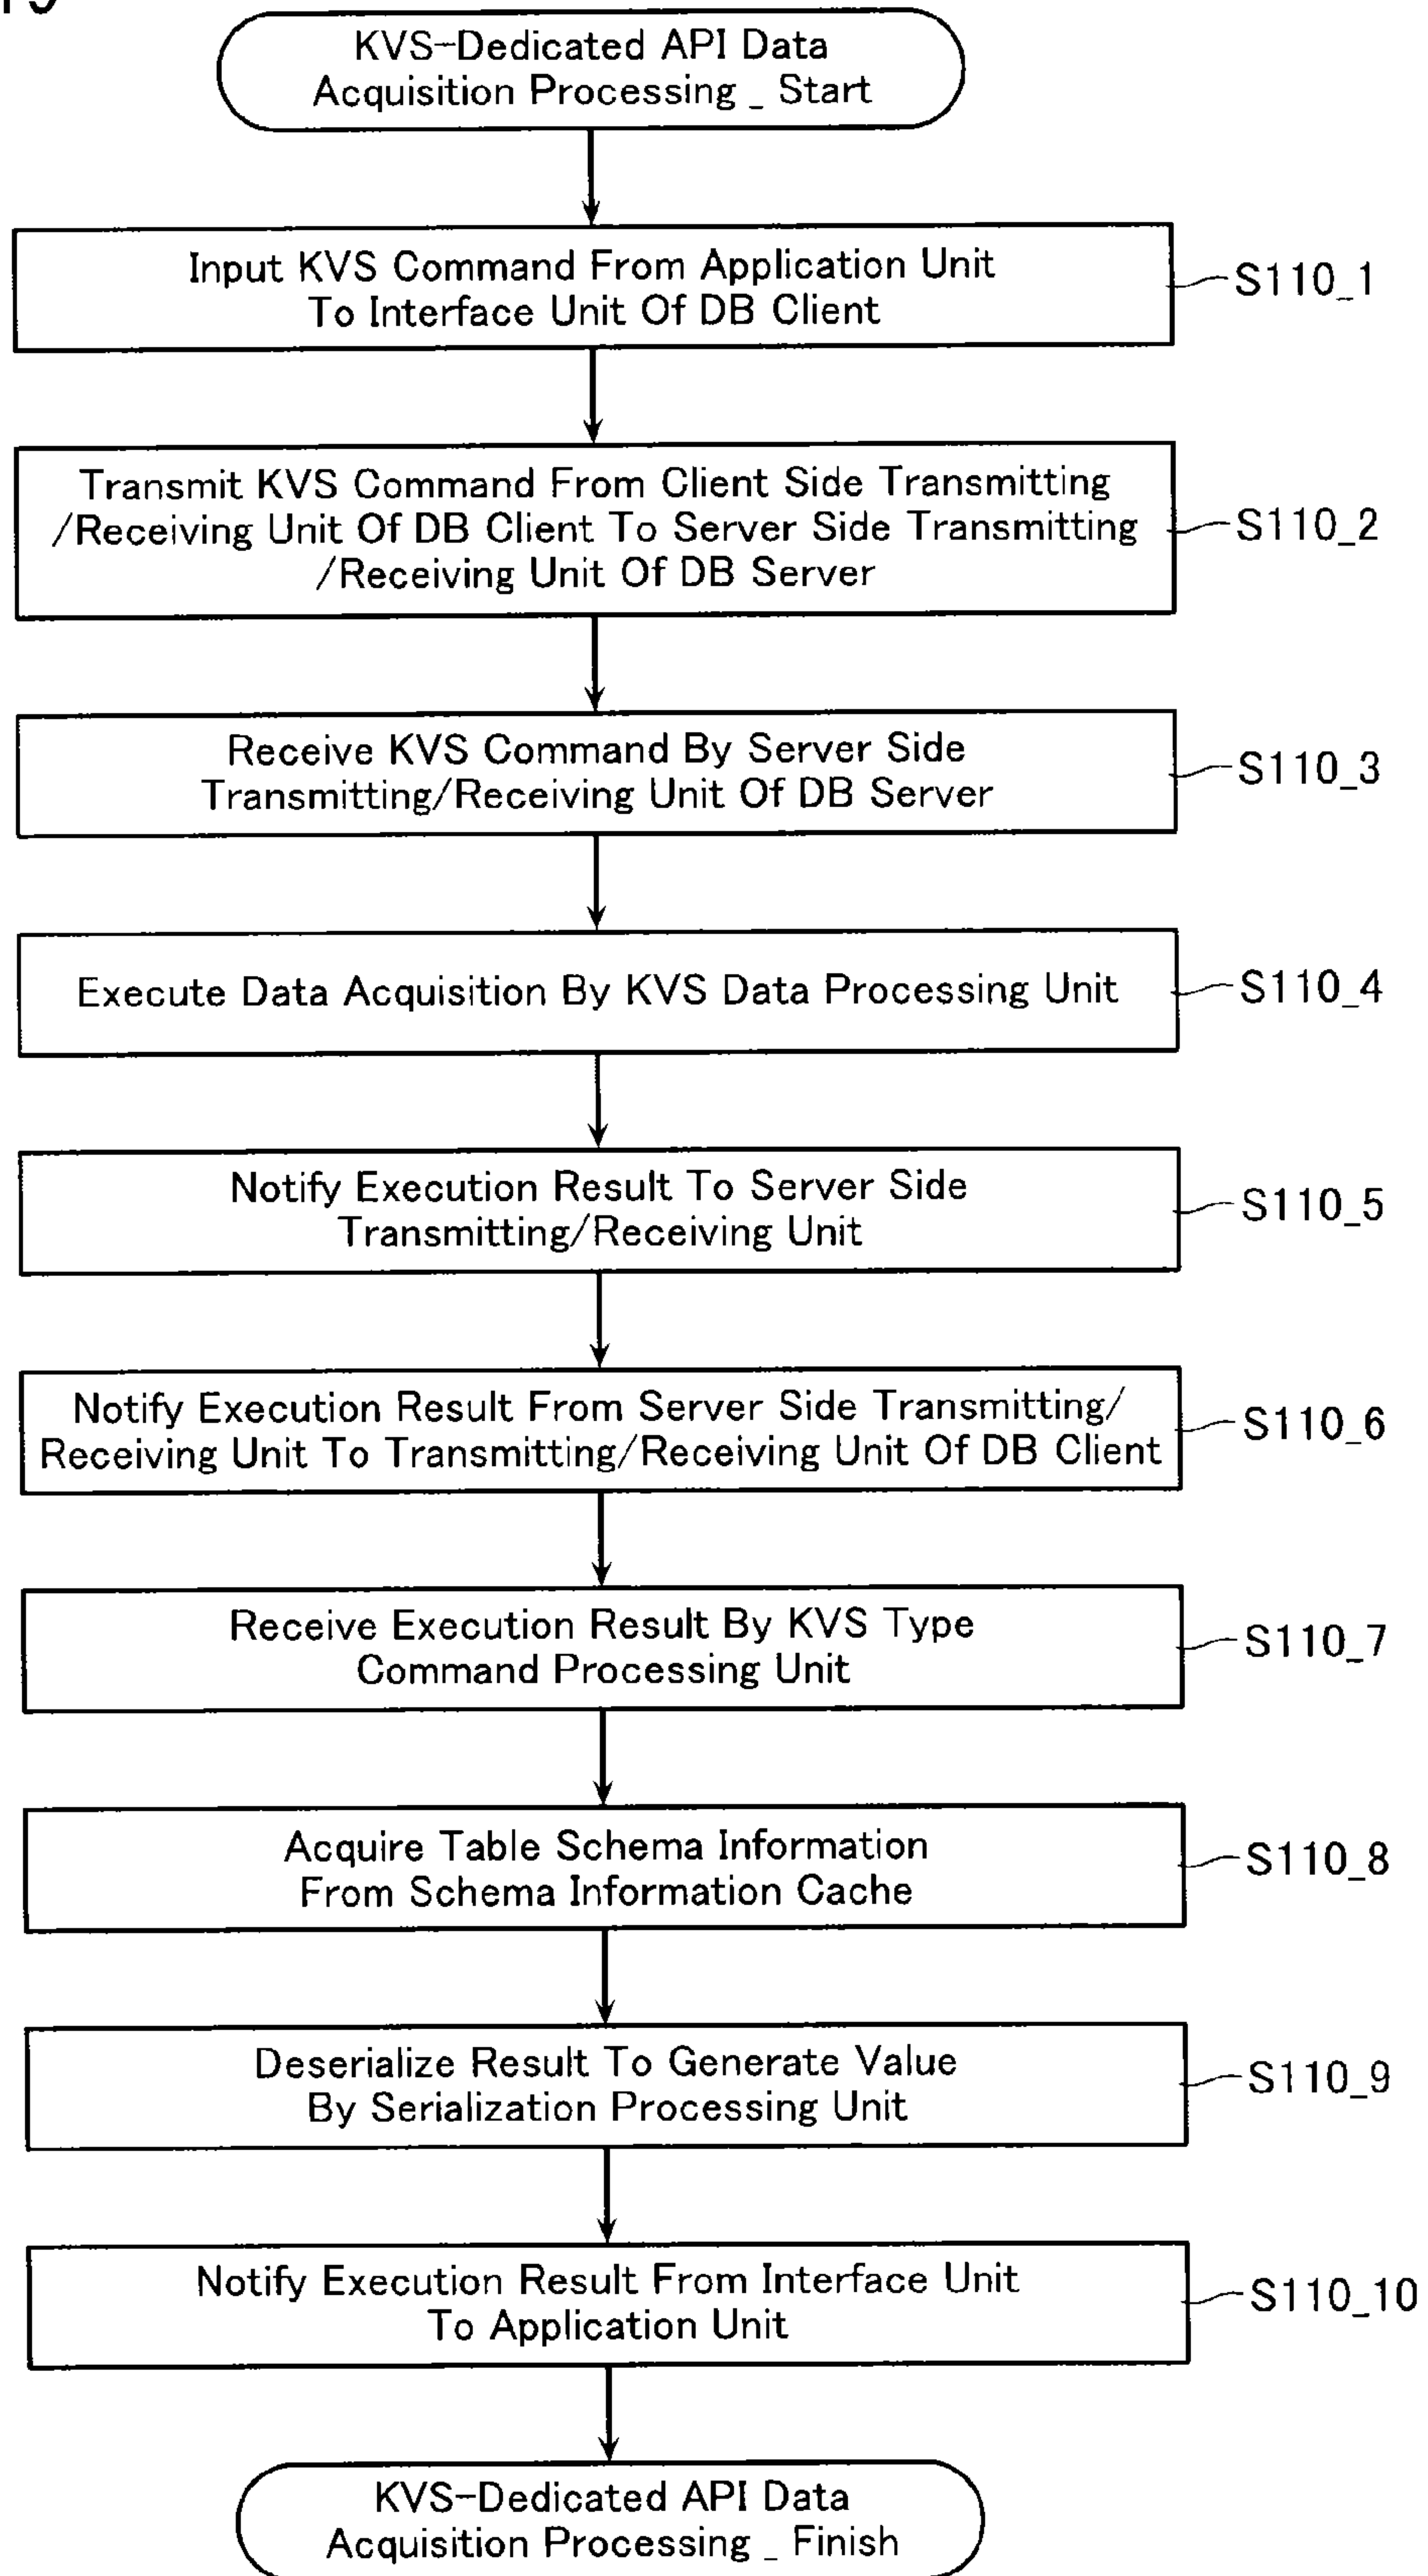 KVS-Dedicated API Data
Acquisition Processing _ Start
Input KVS Command From Application Unit
To Interface Unit Of DB Client
S110_1
Transmit KVS Command From Client Side Transmitting
/Receiving Unit Of DB Client To Server Side Transmitting
/Receiving Unit Of DB Server
S110_2
Receive KVS Command By Server Side
Transmitting/Receiving Unit Of DB Server
S110_3
Execute Data Acquisition By KVS Data Processing Unit
S110_4
Notify Execution Result To Server Side
Transmitting/Receiving Unit
S110_5
Notify Execution Result From Server Side Transmitting/
Receiving Unit To Transmitting/Receiving Unit Of DB Client
S110_6
Receive Execution Result By KVS Type
Command Processing Unit
S110_7
Acquire Table Schema Information
From Schema Information Cache
S110_8
Deserialize Result To Generate Value
By Serialization Processing Unit
S110_9
Notify Execution Result From Interface Unit
To Application Unit
S110_10
KVS-Dedicated API Data
Acquisition Processing _ Finish